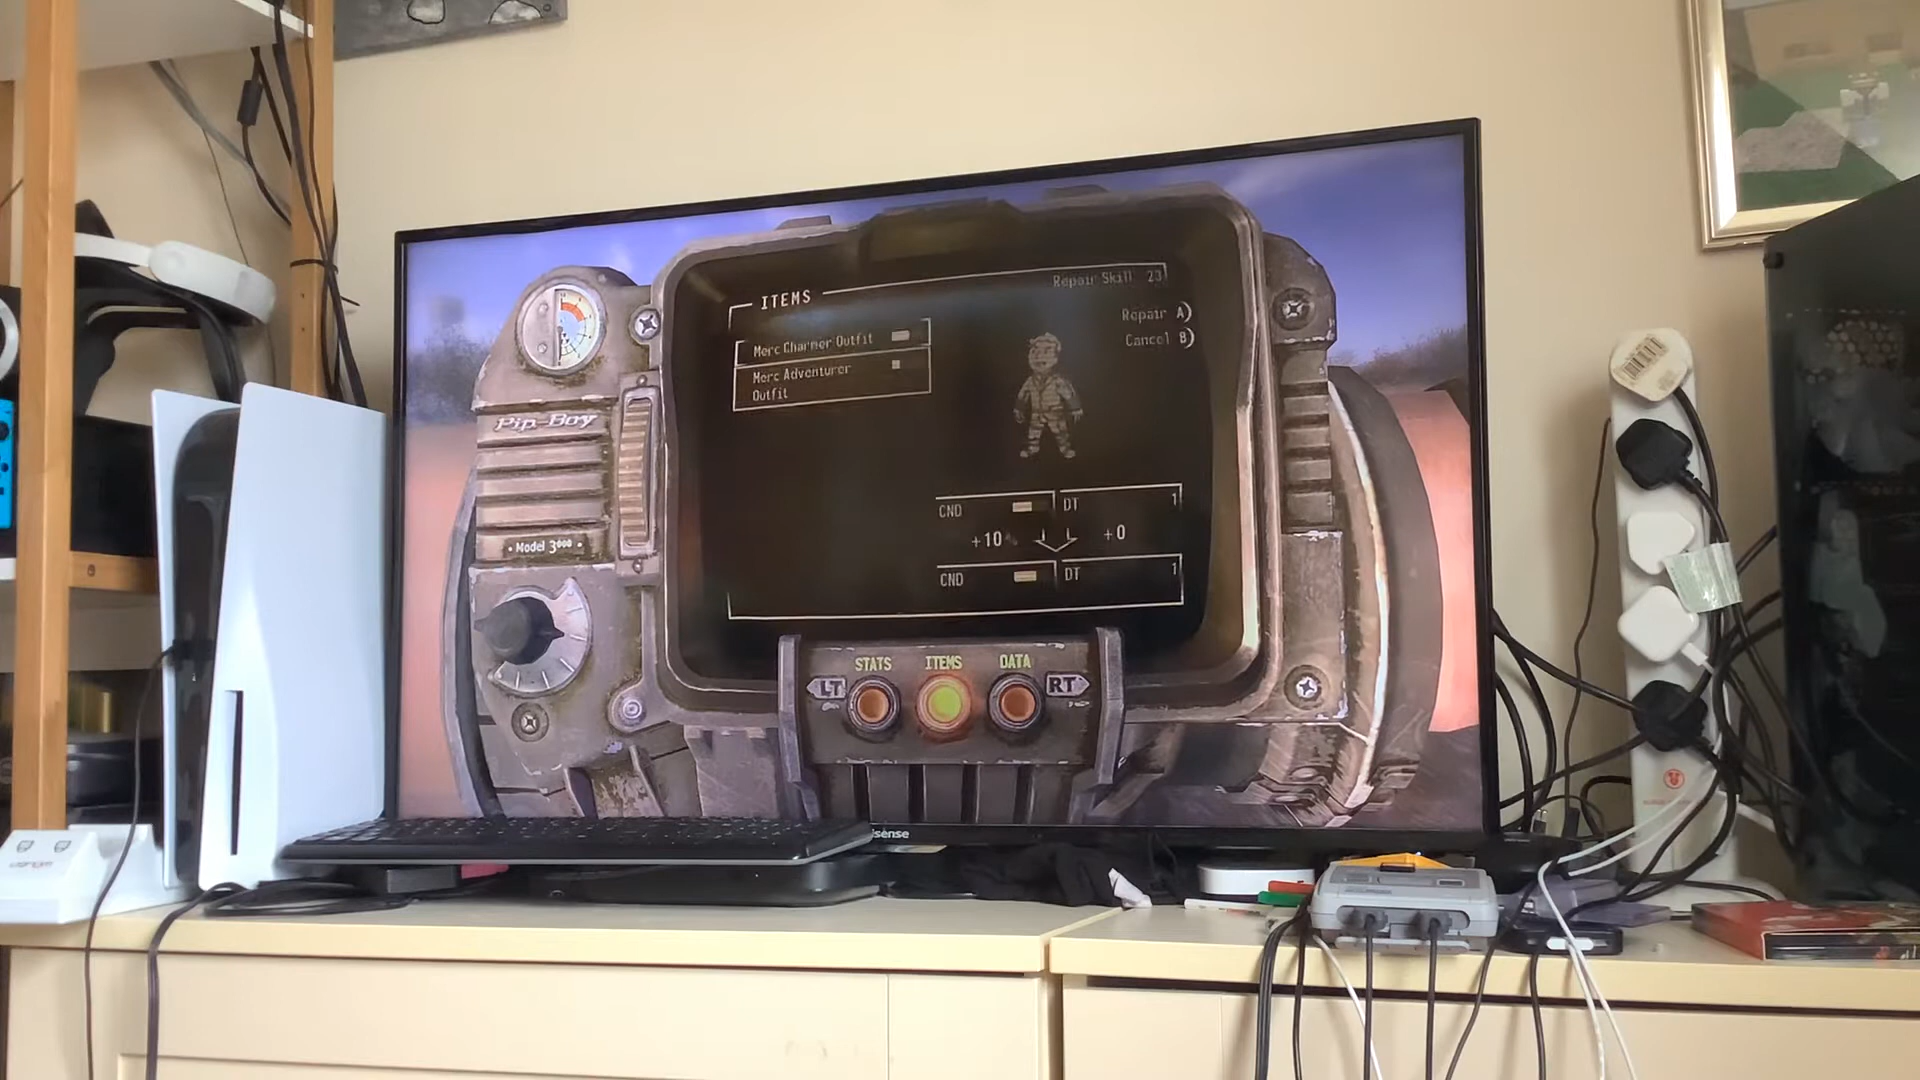 ITEMS
Repair Skill 23
Repair A)
Cancel B)
Merc Charmer Outfit
Merc Adventurer
Outfit
Pip-Boy
Model 3000
CND
DT 1
+10%
+0
CND
DT 1
STATS
ITEMS
DATA
LT
RT
Hisense